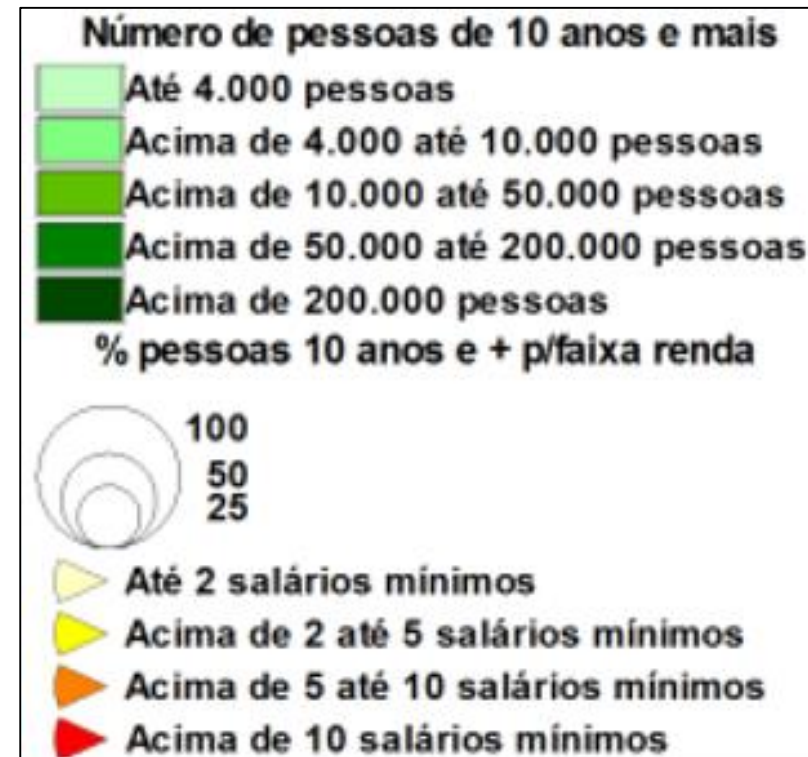 Número de pessoas de 10 anos e mais
Até 4.000 pessoas
Acima de 4.000 até 10.000 pessoas
Acima de 10.000 até 50.000 pessoas
Acima de 50.000 até 200.000 pessoas
Acima de 200.000 pessoas
% pessoas 10 anos e + p/faixa renda
100
50
25
Até 2 salários mínimos
Acima de 2 até 5 salários mínimos
Acima de 5 até 10 salários mínimos
Acima de 10 salários mínimos